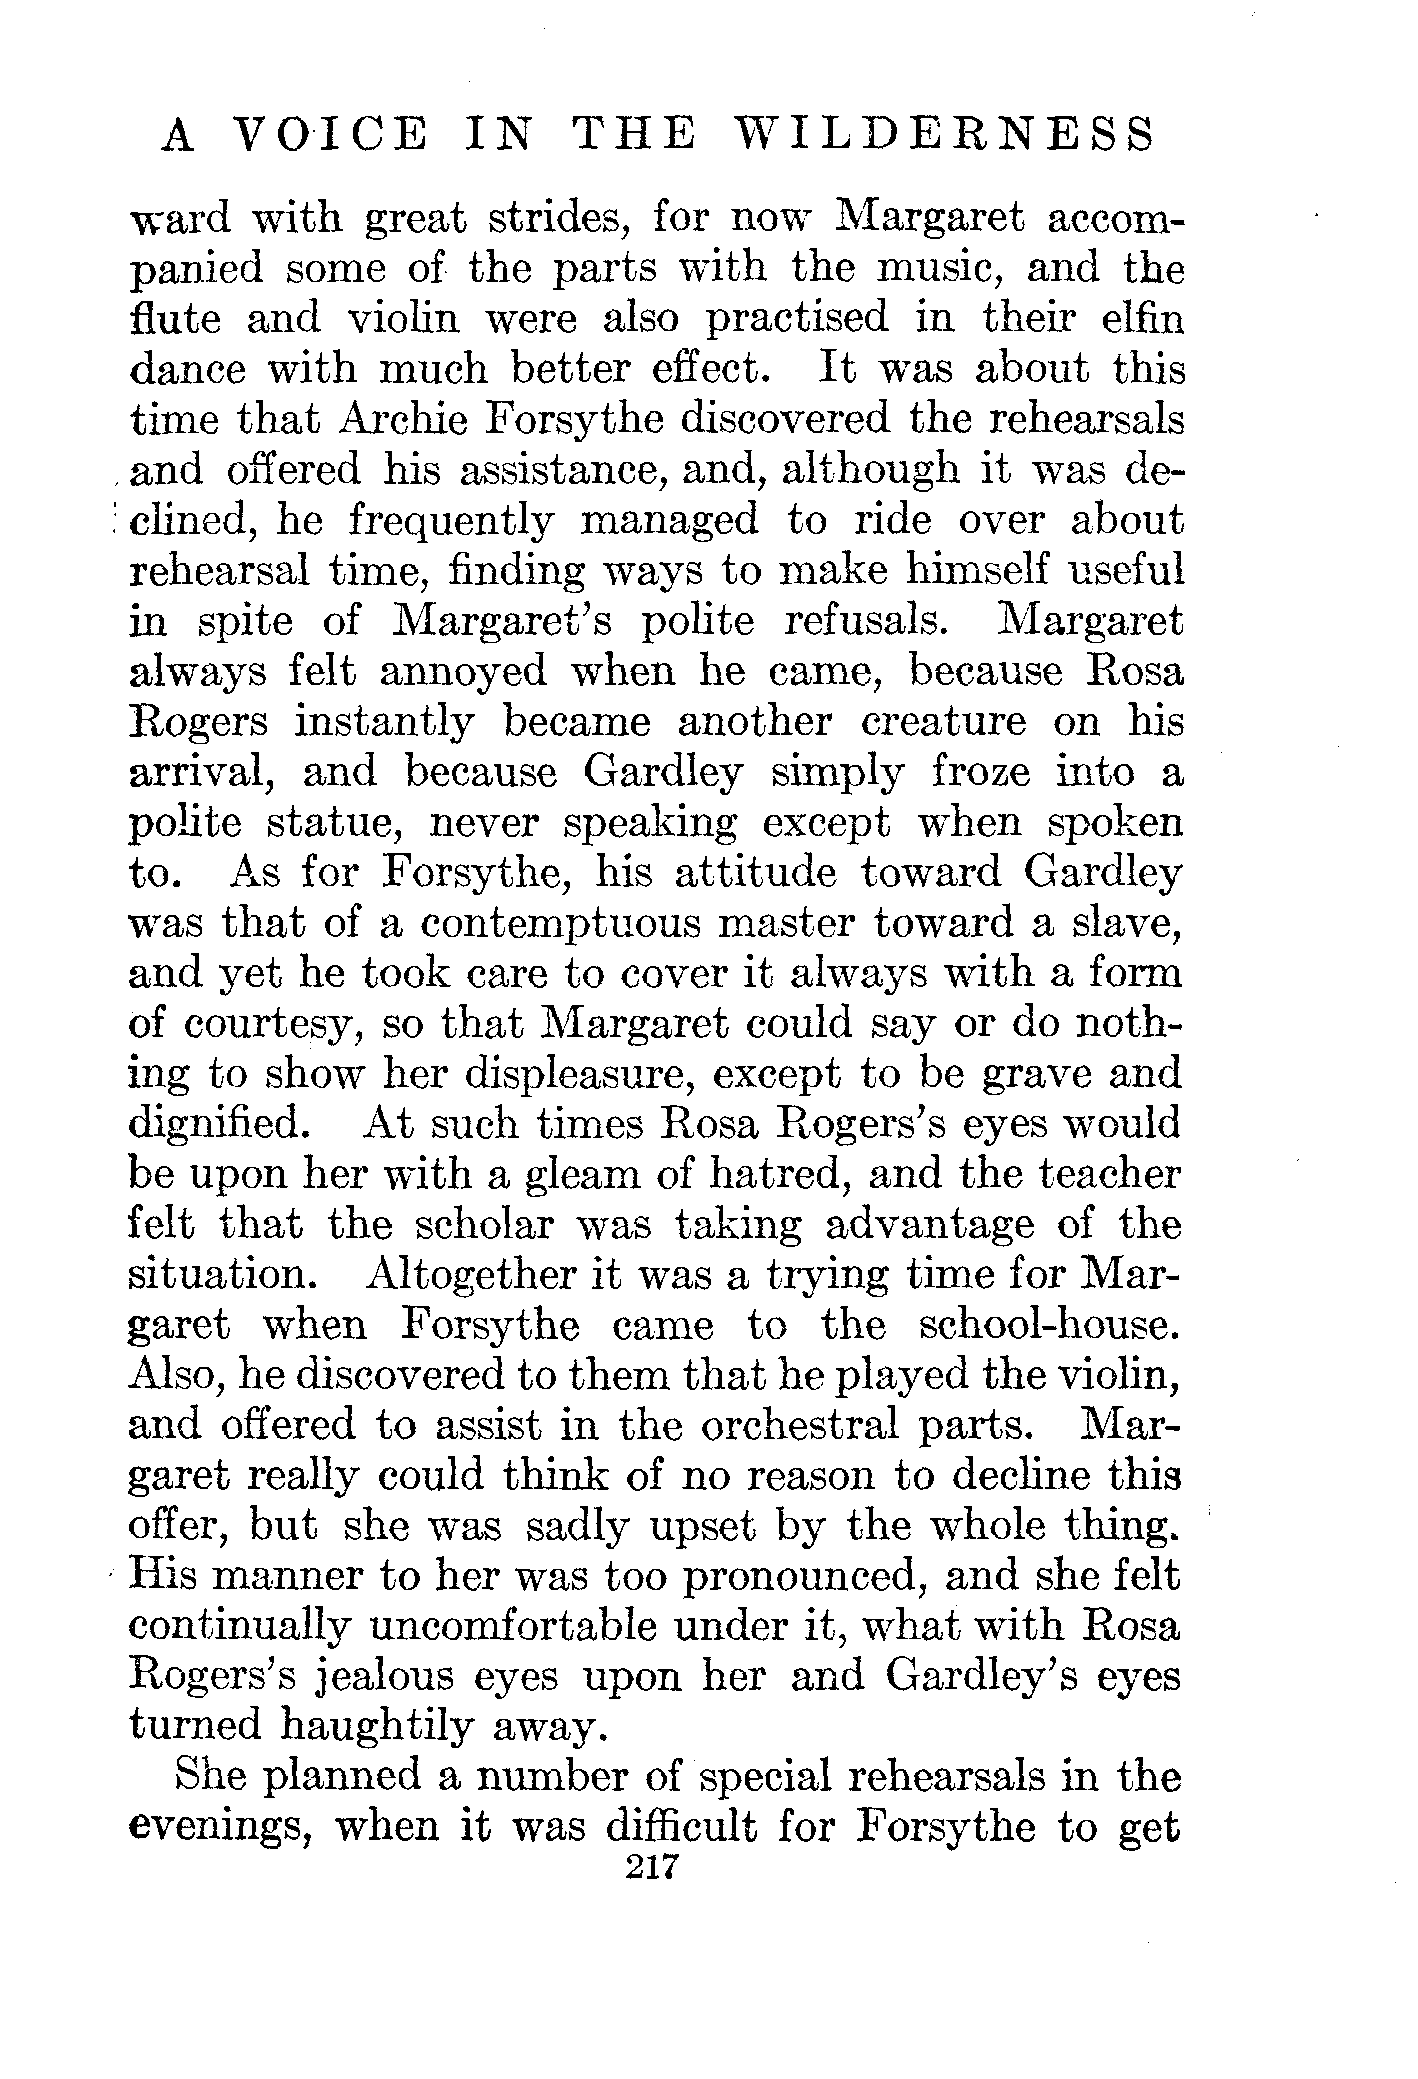 A VOICE IN THE WILDERNESS
ward with great strides, for now Margaret accom-
panied some of the parts with the music, and the
flute and violin were also practised in their elfin
dance with much better effect. It was about this
time that Archie Forsythe discovered the rehearsals
and offered his assistance, and, although it was de-
clined, he frequently managed to ride over about
rehearsal time, finding ways to make himself useful
in spite of Margaret's polite refusals. Margaret
always felt annoyed when he came, because Rosa
Rogers instantly became another creature on his
arrival, and because Gardley simply froze into a
polite statue, never speaking except when spoken
to. As for Forsythe, his attitude toward Gardley
was that of a contemptuous master toward a slave,
and yet he took care to cover it always with a form
of courtesy, so that Margaret could say or do noth-
ing to show her displeasure, except to be grave and
dignified. At such times Rosa Rogers's eyes would
be upon her with a gleam of hatred, and the teacher
felt that the scholar was taking advantage of the
situation. Altogether it was a trying time for Mar-
garet when Forsythe came to the school-house.
Also, he discovered to them that he played the violin,
and offered to assist in the orchestral parts. Mar-
garet really could think of no reason to decline this
offer, but she was sadly upset by the whole thing.
His manner to her was too pronounced, and she felt
continually uncomfortable under it, what with Rosa
Rogers's jealous eyes upon her and Gardley's eyes
turned haughtily away.
She planned a number of special rehearsals in the
evenings, when it was difficult for Forsythe to get
217